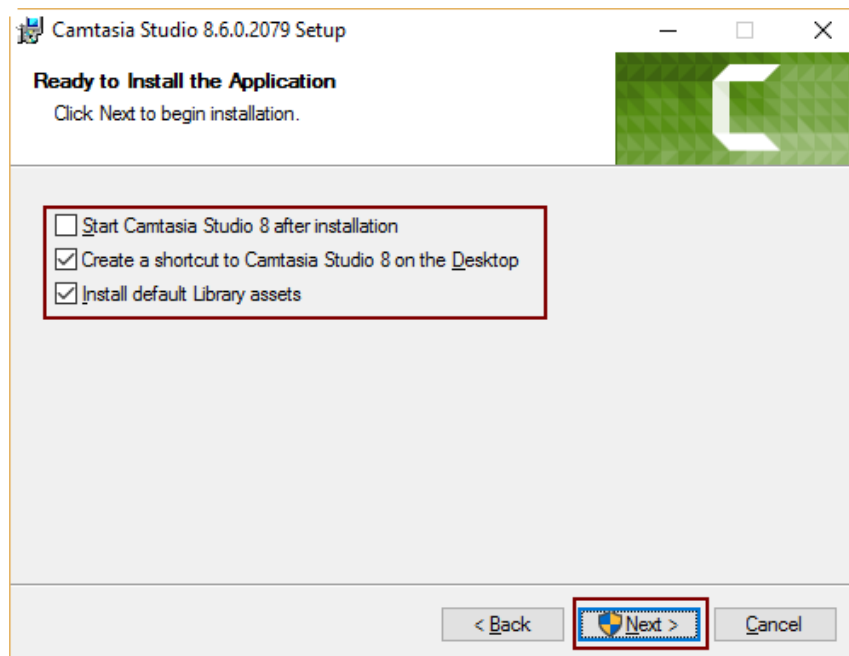 Camtasia Studio 8.6.0.2079 Setup
Ready to Install the Application
Click Next to begin installation.
Start Camtasia Studio 8 after installation
Create a shortcut to Camtasia Studio 8 on the Desktop
Install default Library assets
< Back Next > Cancel